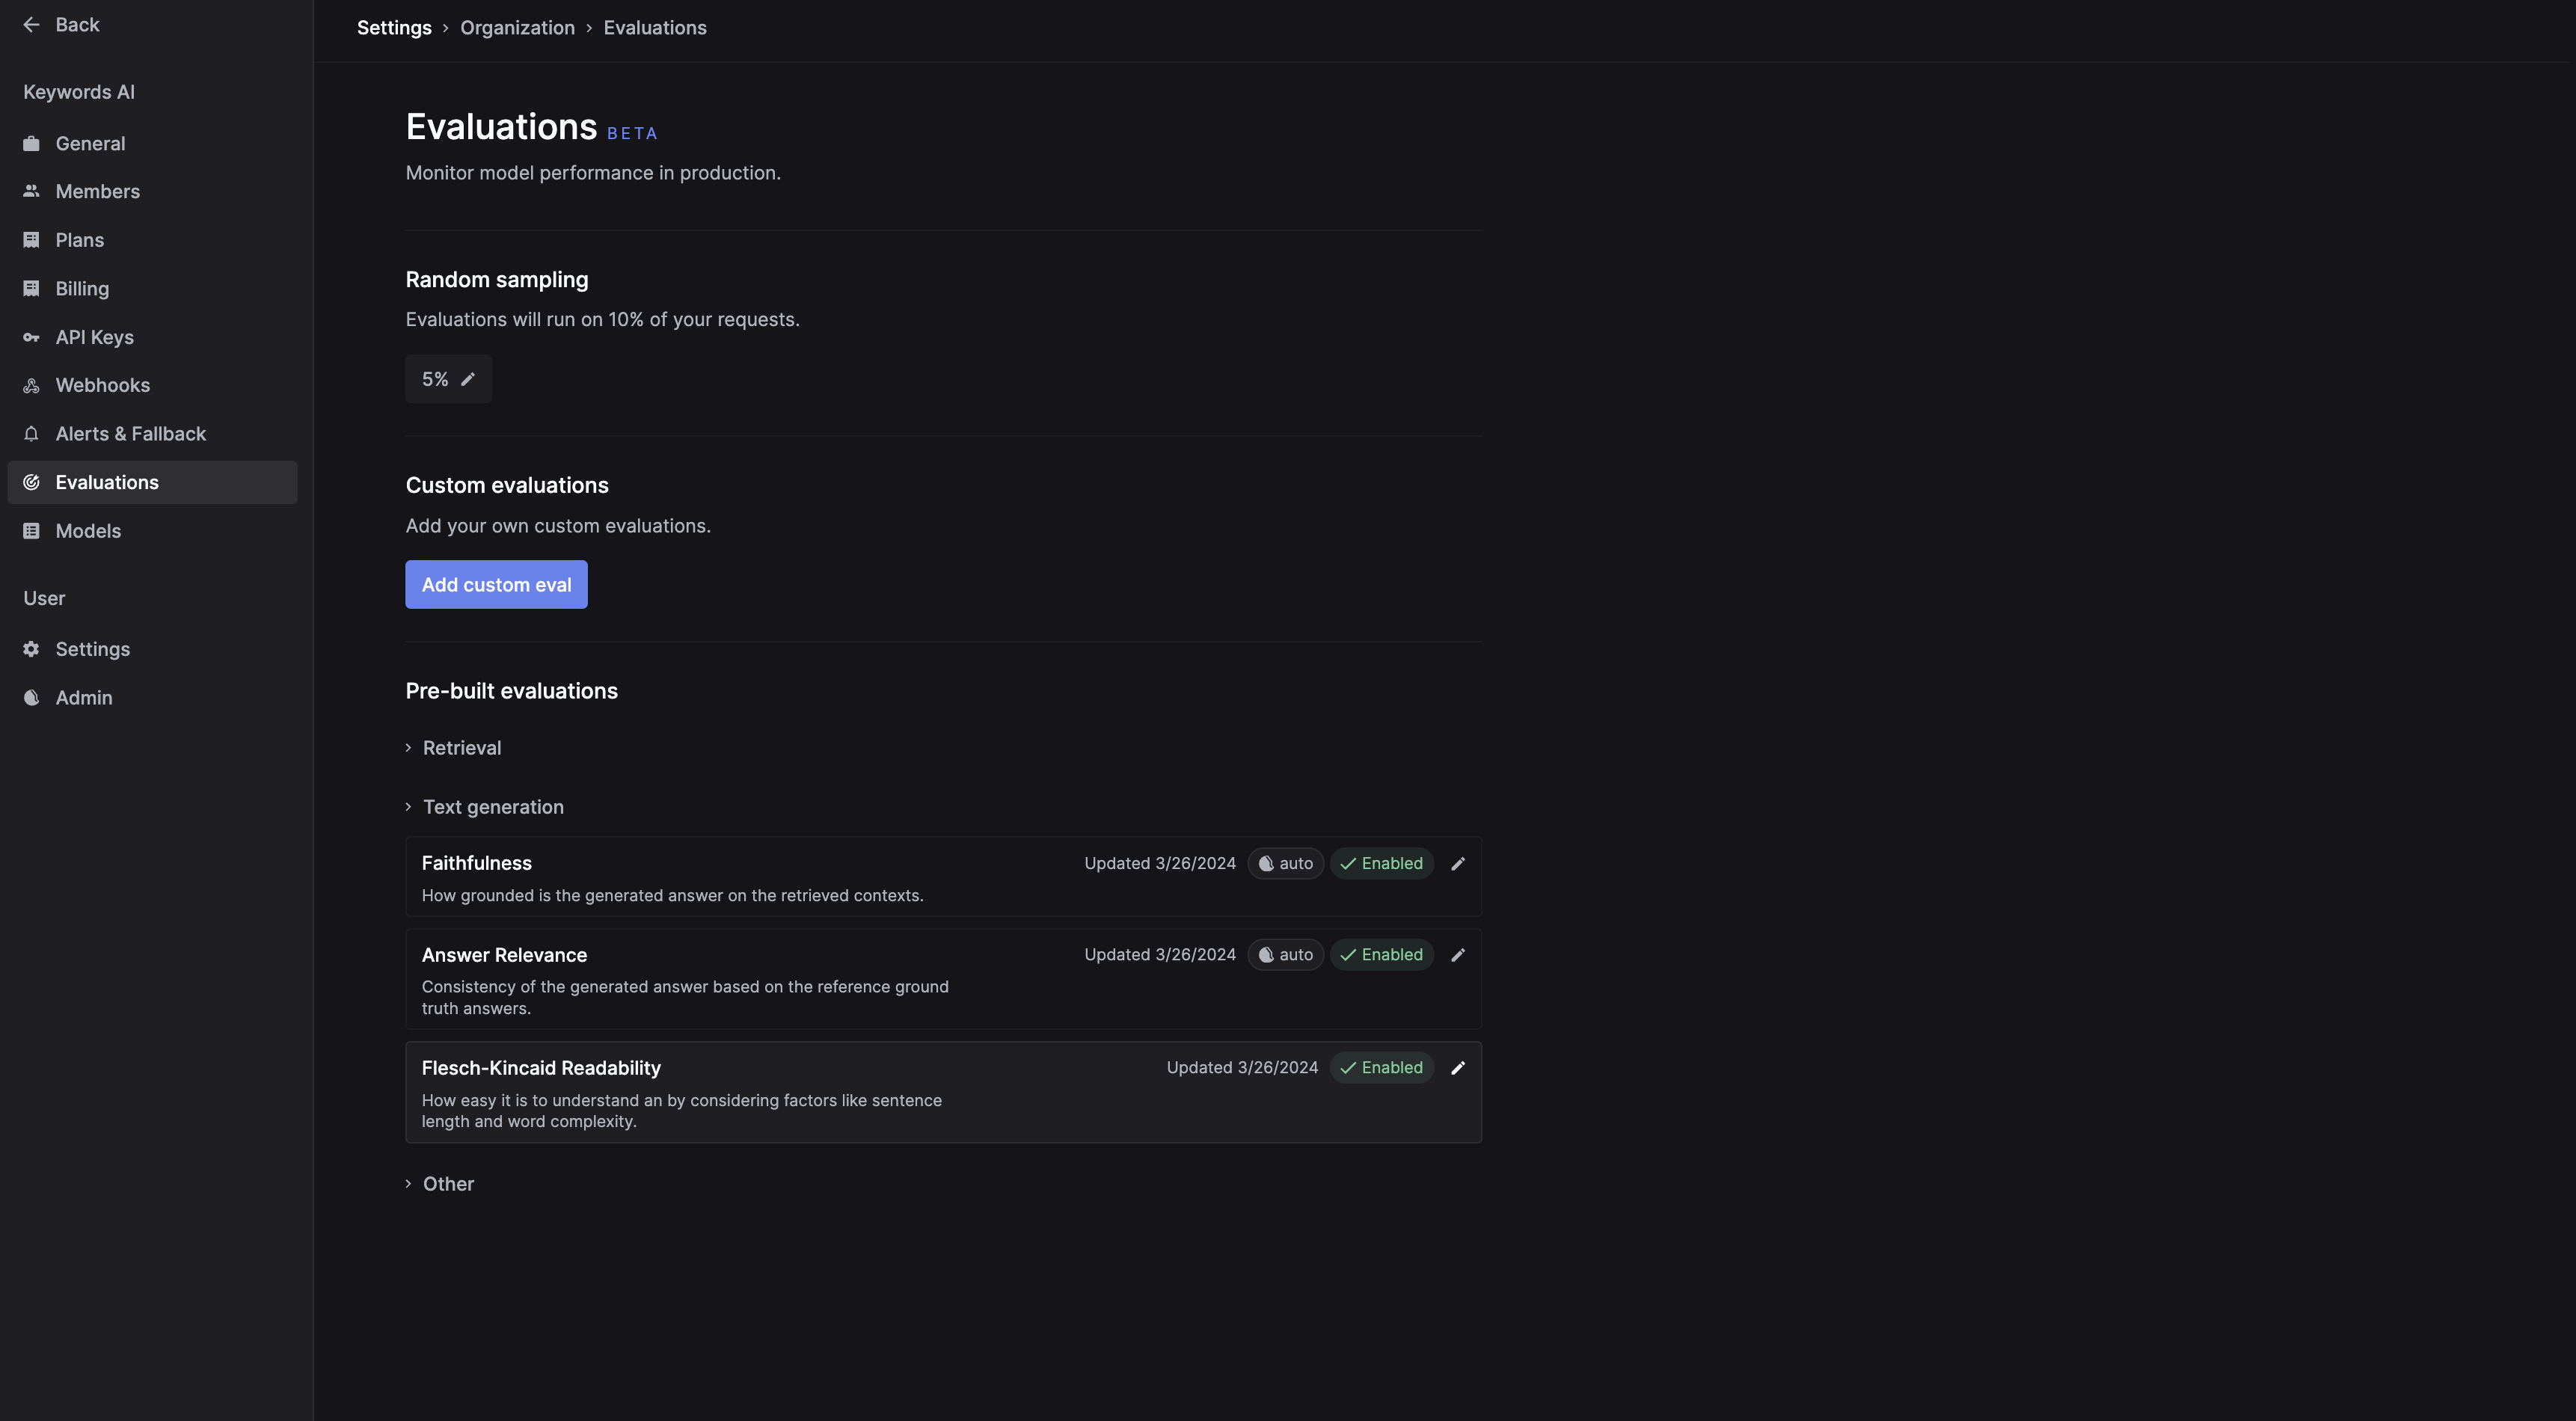 Back
Keywords AI
General
Members
Plans
Billing
API Keys
Webhooks
Alerts & Fallback
Evaluations
Models
User
Settings
Admin
Settings › Organization › Evaluations
Evaluations BETA
Monitor model performance in production.
Random sampling
Evaluations will run on 10% of your requests.
5%
Custom evaluations
Add your own custom evaluations.
Add custom eval
Pre-built evaluations
Retrieval
Text generation
Faithfulness Updated 3/26/2024 auto Enabled
How grounded is the generated answer on the retrieved contexts.
Answer Relevance Updated 3/26/2024 auto Enabled
Consistency of the generated answer based on the reference ground
truth answers.
Flesch-Kincaid Readability Updated 3/26/2024 Enabled
How easy it is to understand an by considering factors like sentence
length and word complexity.
Other